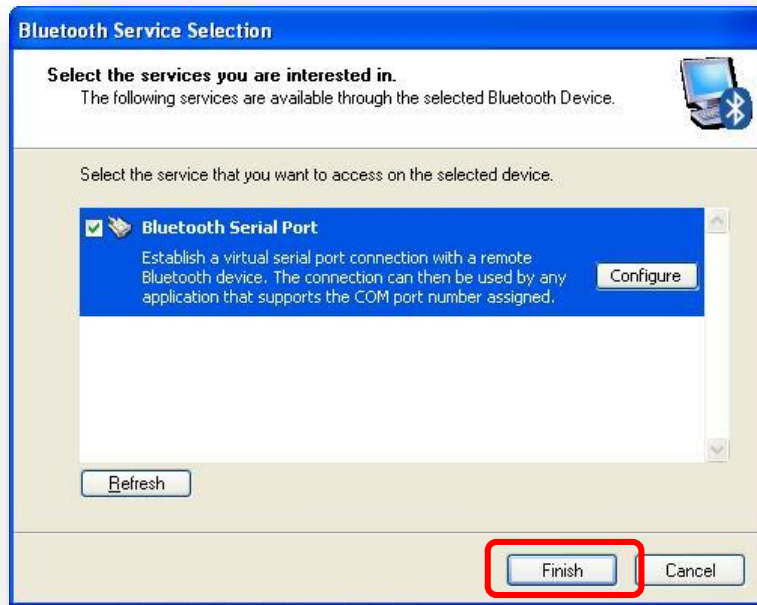 Bluetooth Service Selection
Select the services you are interested in.
The following services are available through the selected Bluetooth Device.
Select the service that you want to access on the selected device.
Bluetooth Serial Port
Establish a virtual serial port connection with a remote
Bluetooth device. The connection can then be used by any
application that supports the COM port number assigned.
Configure
Refresh
Finish
Cancel